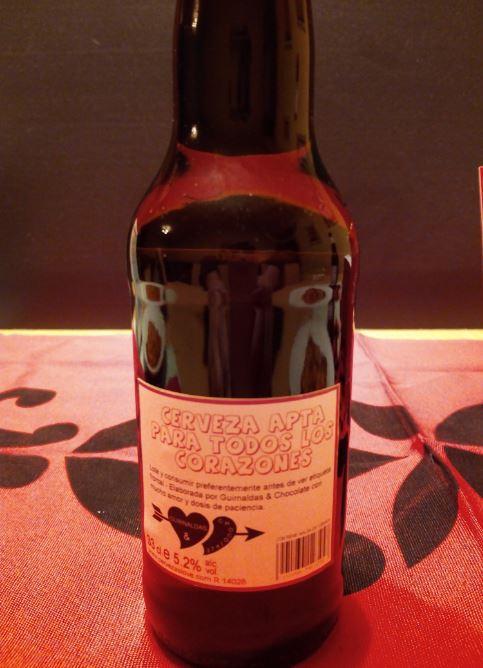 CERVEZA APTA
PARA TODOS LOS
CORAZONES
Lote y consumir preferentemente antes de ver etiqueta
frontal - Elaborada por Guirnaldas & Chocolate con
mucho amor y dosis de paciencia.
GUIRNALDAS
&
33 cl e 5.2% alc
vol.
R 14028